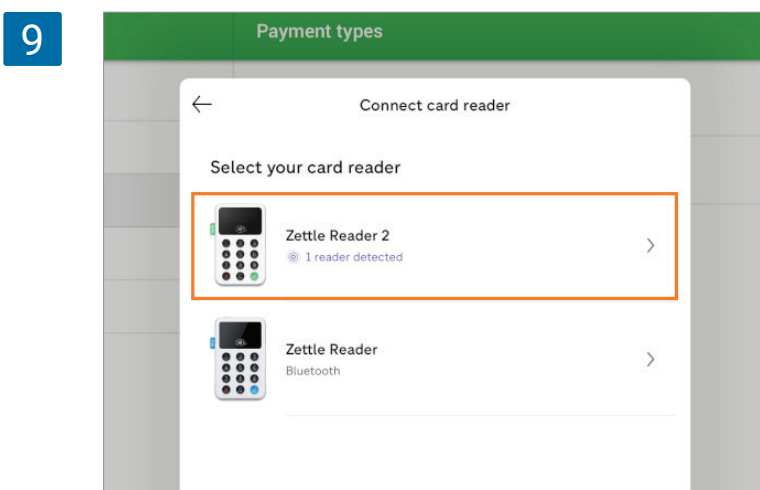 9
Payment types
Connect card reader
Select your card reader
Zettle Reader 2
1 reader detected
Zettle Reader
Bluetooth